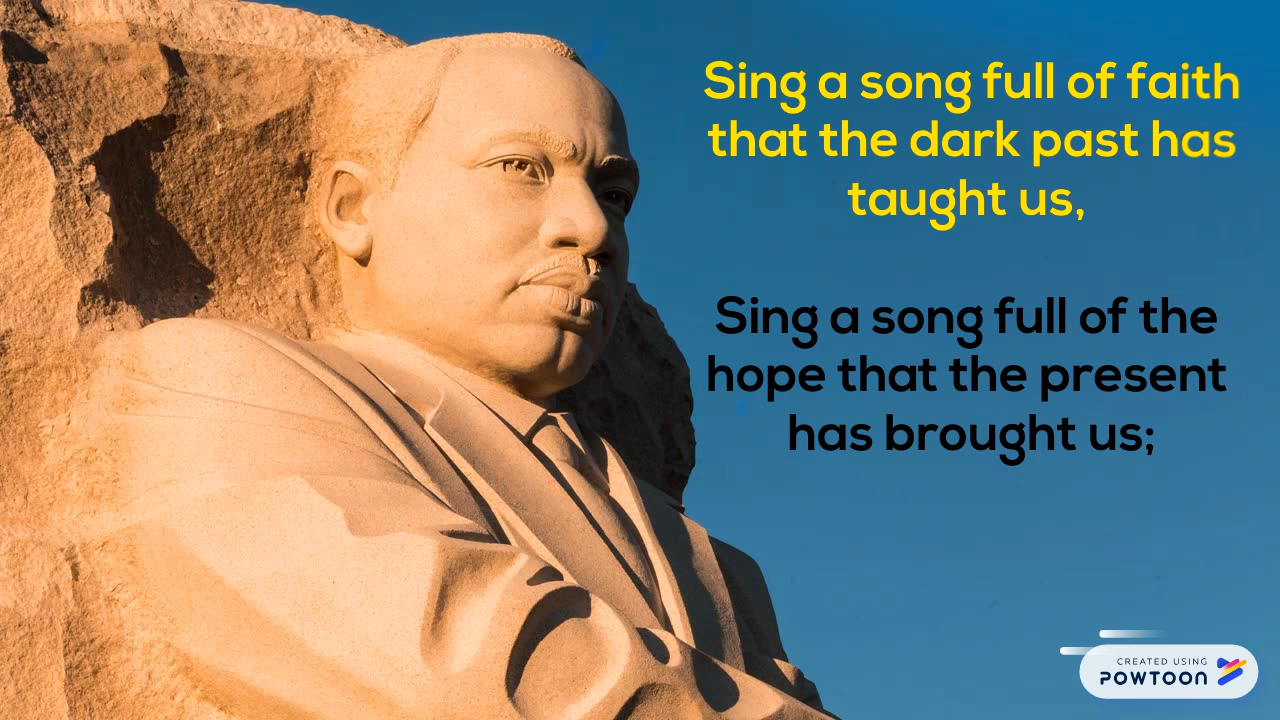 Sing a song full of faith
that the dark past has
taught us,
Sing a song full of the
hope that the present
has brought us;
CREATED USING
POWTOON